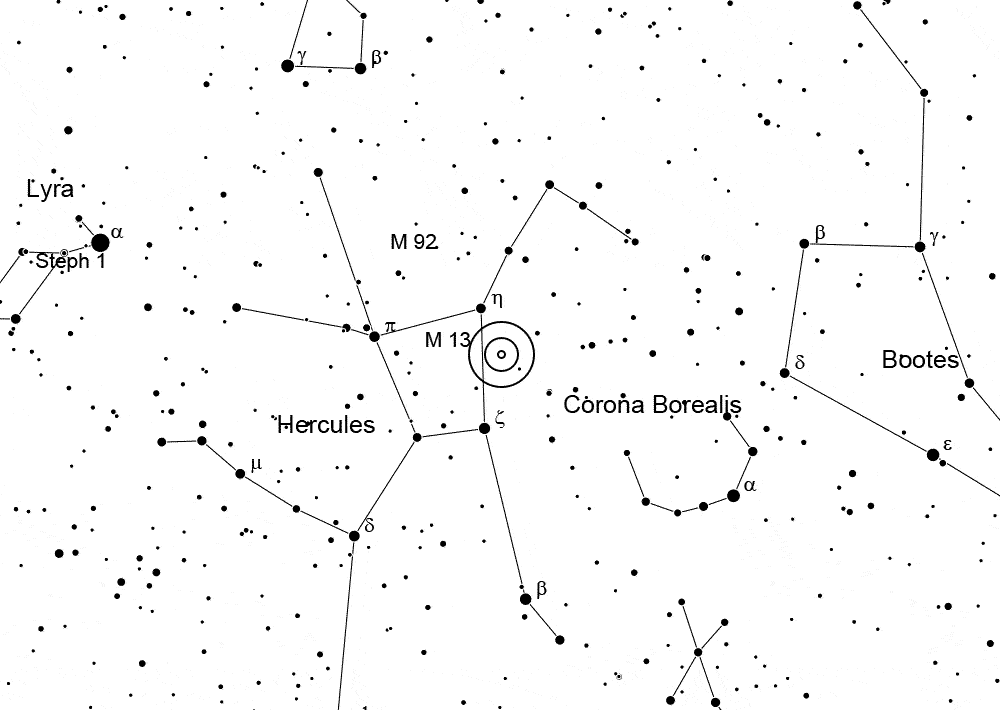 γ β
Lyra
α
Steph 1
M 92
η
π
M 13
β γ
δ
Bootes
Corona Borealis
Hercules
ζ
ε
μ
α
δ
β